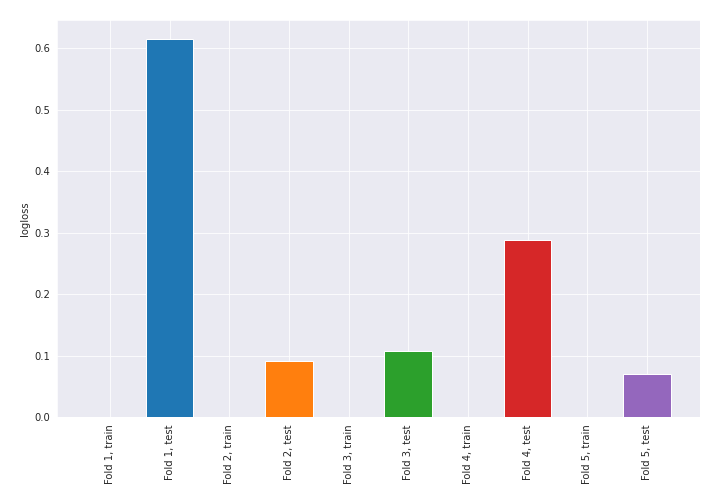 logloss
0.6
0.5
0.4
0.3
0.2
0.1
0.0
Fold 1, train
Fold 1, test
Fold 2, train
Fold 2, test
Fold 3, train
Fold 3, test
Fold 4, train
Fold 4, test
Fold 5, train
Fold 5, test